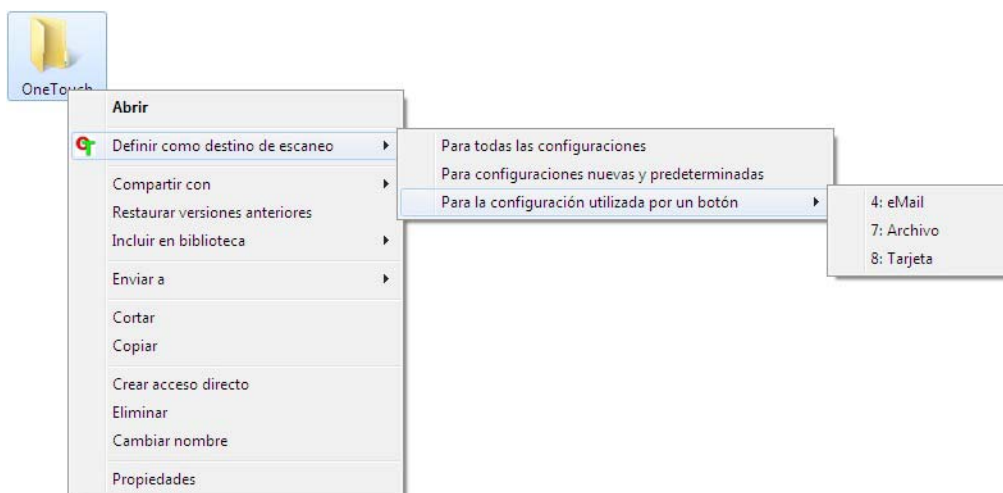 OneTouch
Abrir
Definir como destino de escaneo
Compartir con
Restaurar versiones anteriores
Incluir en biblioteca
Enviar a
Cortar
Copiar
Crear acceso directo
Eliminar
Cambiar nombre
Propiedades
Para todas las configuraciones
Para configuraciones nuevas y predeterminadas
Para la configuración utilizada por un botón
4: eMail
7: Archivo
8: Tarjeta